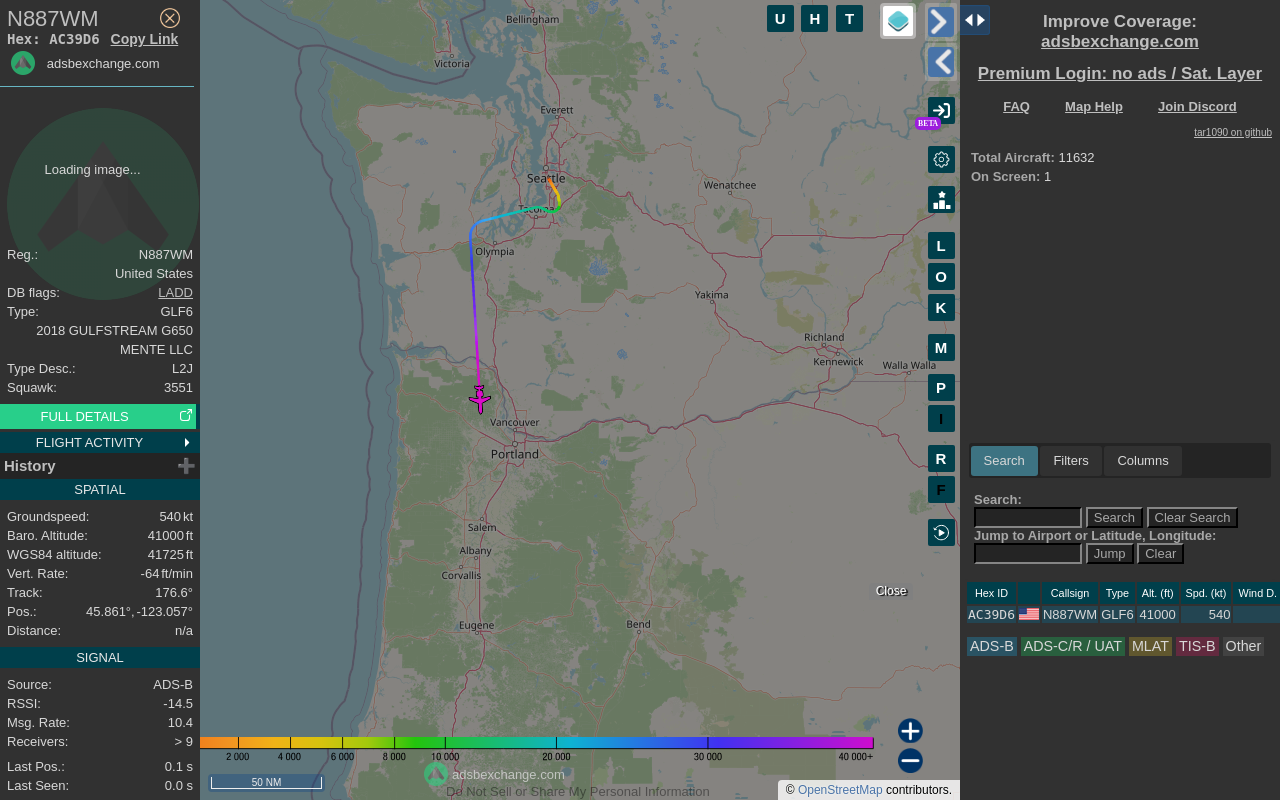 N887WM
Hex: AC39D6 Copy Link
adsbexchange.com
Loading image...
Reg.: N887WM
United States
DB flags: LADD
Type: GLF6
2018 GULFSTREAM G650
MENTE LLC
Type Desc.: L2J
Squawk: 3551
FULL DETAILS
FLIGHT ACTIVITY
History
SPATIAL
Groundspeed: 540 kt
Baro. Altitude: 41000 ft
WGS84 altitude: 41725 ft
Vert. Rate: -64 ft/min
Track: 176.6°
Pos.: 45.861°, -123.057°
Distance: n/a
SIGNAL
Source: ADS-B
RSSI: -14.5
Msg. Rate: 10.4
Receivers: > 9
Last Pos.: 0.1 s
Last Seen: 0.0 s
Bellingham
Victoria
Everett
Seattle
Tacoma
Wenatchee
Olympia
Yakima
Richland
Kennewick
Walla Walla
Vancouver
Portland
Salem
Albany
Corvallis
Eugene
Bend
U H T
BETA
L
O
K
M
P
I
R
F
Close
2 000 4 000 6 000 8 000 10 000 20 000 30 000 40 000+
50 NM
adsbexchange.com
Do Not Sell or Share My Personal Information
© OpenStreetMap contributors.
Improve Coverage:
adsbexchange.com
Premium Login: no ads / Sat. Layer
FAQ Map Help Join Discord
tar1090 on github
Total Aircraft: 11632
On Screen: 1
Search Filters Columns
Search:
Search Clear Search
Jump to Airport or Latitude, Longitude:
Jump Clear
Hex ID Callsign Type Alt. (ft) Spd. (kt) Wind D.
AC39D6 N887WM GLF6 41000 540
ADS-B ADS-C/R / UAT MLAT TIS-B Other